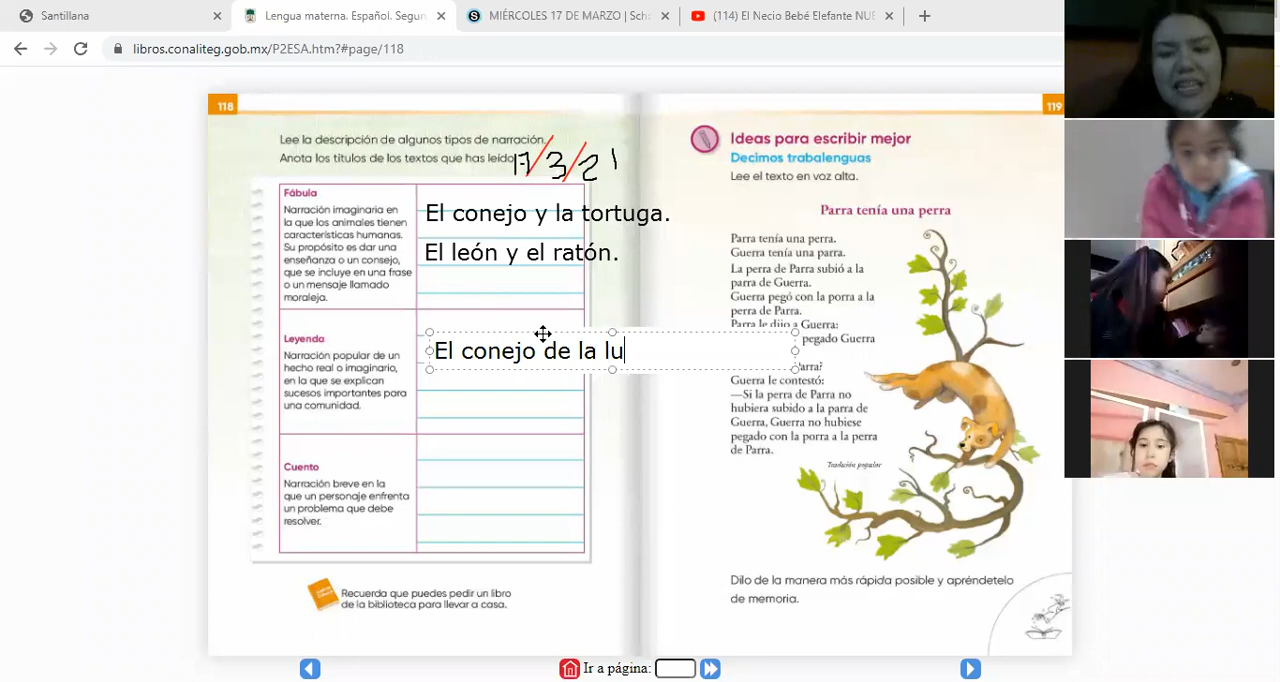 Santillana
Lengua materna. Español. Segun
MIÉRCOLES 17 DE MARZO | Sch
(114) El Necio Bebé Elefante NUE
libros.conaliteg.gob.mx/P2ESA.htm?#page/118
118
Lee la descripción de algunos tipos de narración.
Anota los títulos de los textos que has leído
17/3/21
Fábula
Narración imaginaria en
la que los animales tienen
características humanas.
Su propósito es dar una
enseñanza o un consejo,
que se incluye en una frase
o un mensaje llamado
moraleja.
El conejo y la tortuga.
El león y el ratón.
Leyenda
Narración popular de un
hecho real o imaginario,
en la que se explican
sucesos importantes para
una comunidad.
El conejo de la lu
Cuento
Narración breve en la
que un personaje enfrenta
un problema que debe
resolver.
Recuerda que puedes pedir un libro
de la biblioteca para llevar a casa.
119
Ideas para escribir mejor
Decimos trabalenguas
Lee el texto en voz alta.
Parra tenía una perra
Parra tenía una perra.
Guerra tenía una parra.
La perra de Parra subió a la
parra de Guerra.
Guerra pegó con la porra a la
perra de Parra.
Parra le dijo a Guerra:
pegado Guerra
Parra?
Guerra le contestó:
—Si la perra de Parra no
hubiera subido a la parra de
Guerra, Guerra no hubiese
pegado con la porra a la perra
de Parra.
Tradición popular
Dilo de la manera más rápida posible y apréndetelo
de memoria.
Ir a página: